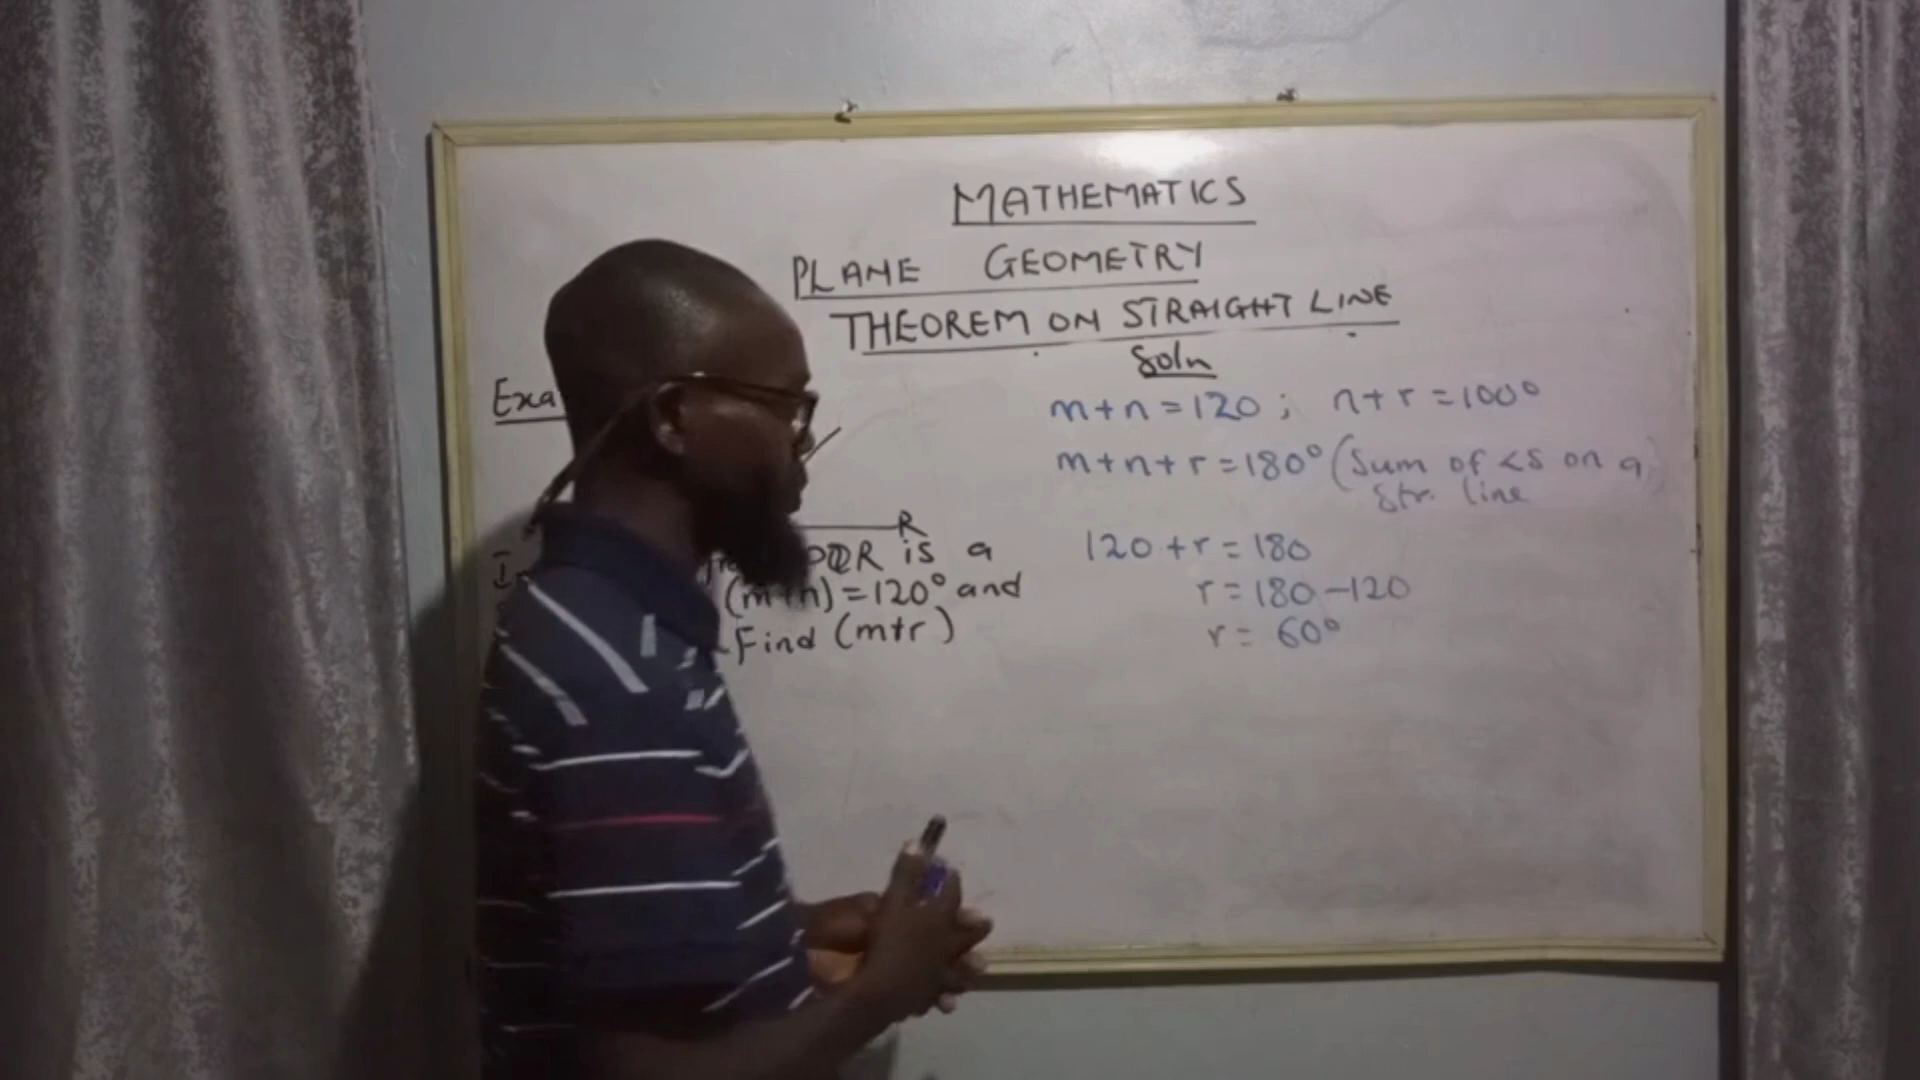 MATHEMATICS
PLANE GEOMETRY
THEOREM ON STRAIGHT LINE
Soln
m+n=120; n+r=100°
m+n+r=180° (Sum of <s on a
str. line
120+r=180
r=180-120
r= 60°
R
PQR is a
(m+n)=120° and
Find (m+r)